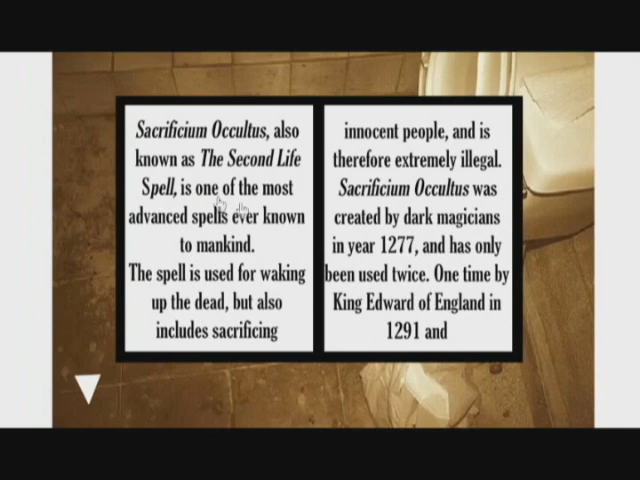 Sacrificium Occultus, also
known as The Second Life
Spell, is one of the most
advanced spells ever known
to mankind.
The spell is used for waking
up the dead, but also
includes sacrificing
innocent people, and is
therefore extremely illegal.
Sacrificium Occultus was
created by dark magicians
in year 1277, and has only
been used twice. One time by
King Edward of England in
1291 and